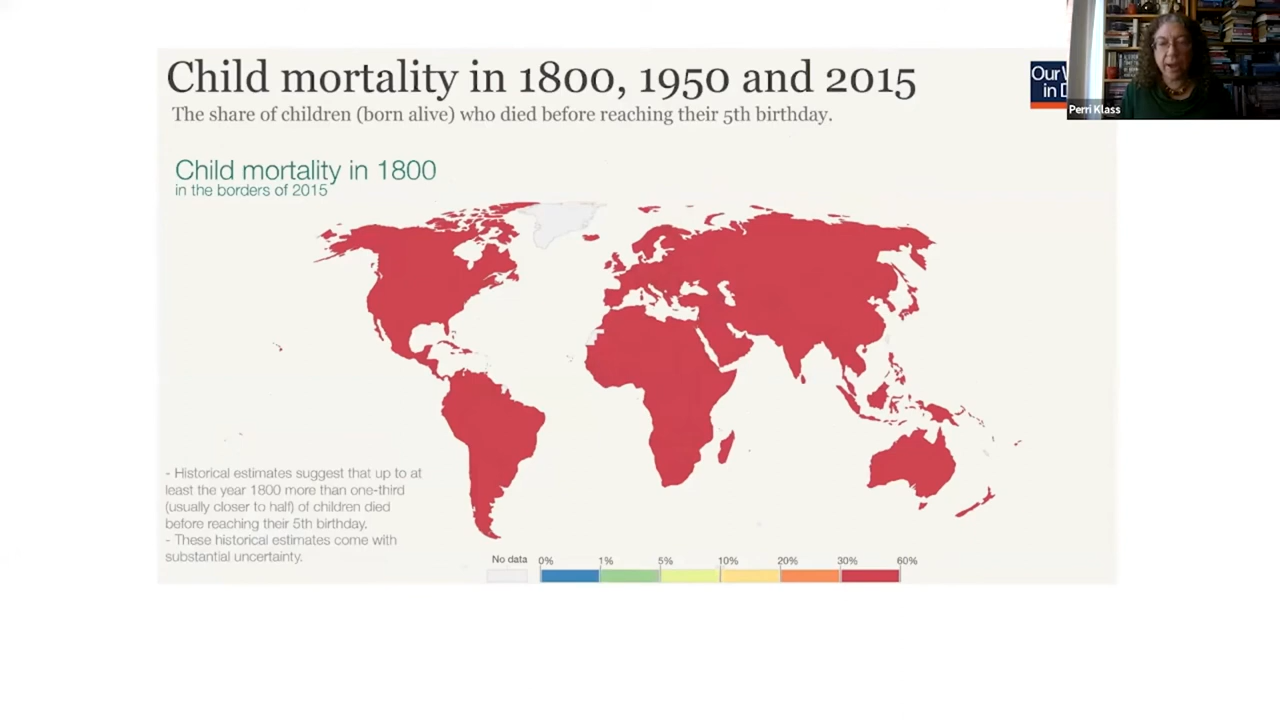 Child mortality in 1800, 1950 and 2015
The share of children (born alive) who died before reaching their 5th birthday.
Our
in
Perri Klass
Child mortality in 1800
in the borders of 2015
- Historical estimates suggest that up to at
least the year 1800 more than one-third
(usually closer to half) of children died
before reaching their 5th birthday.
- These historical estimates come with
substantial uncertainty.
No data 0% 1% 5% 10% 20% 30% 60%